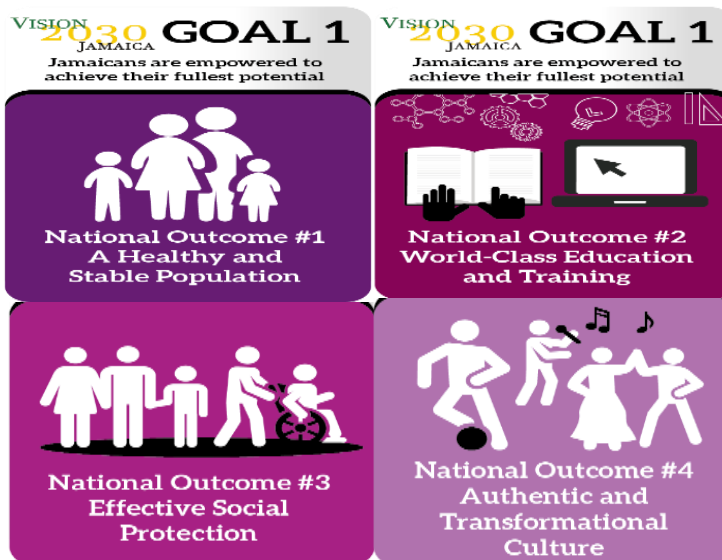 VISION
2030 GOAL 1
JAMAICA
Jamaicans are empowered to
achieve their fullest potential
National Outcome #1
A Healthy and
Stable Population
VISION
2030 GOAL 1
JAMAICA
Jamaicans are empowered to
achieve their fullest potential
National Outcome #2
World-Class Education
and Training
National Outcome #3
Effective Social
Protection
National Outcome #4
Authentic and
Transformational
Culture